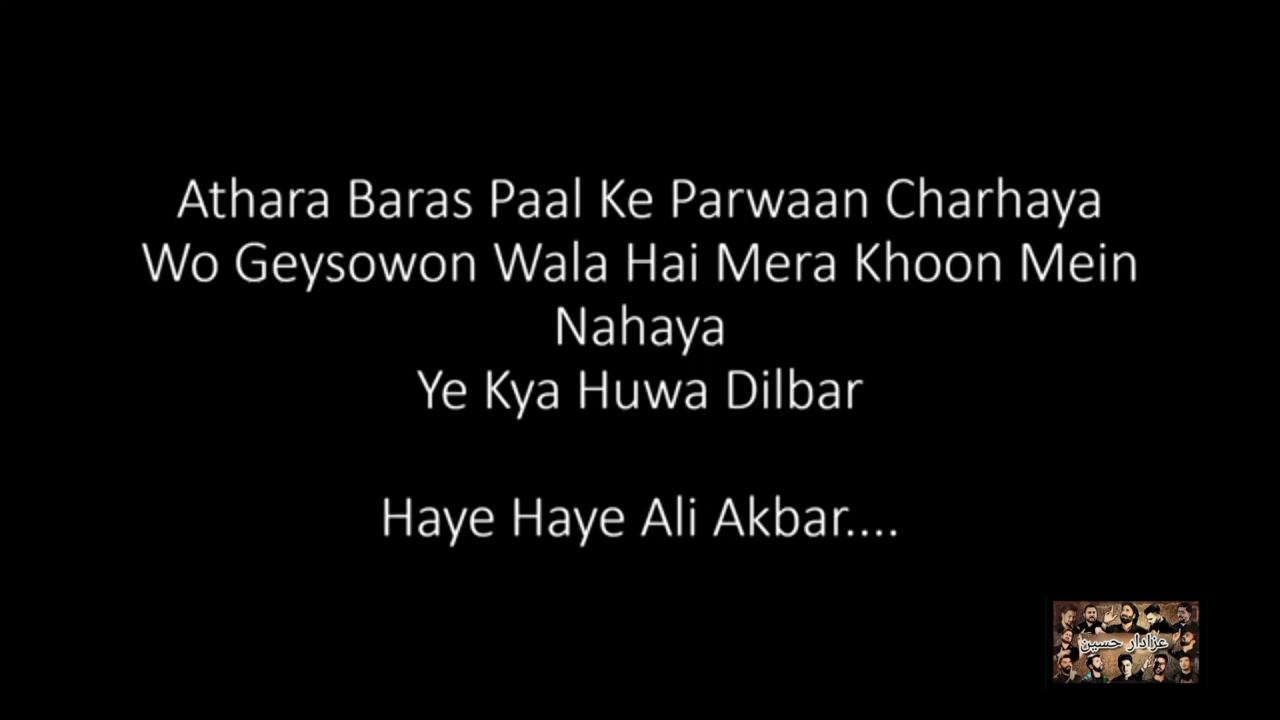 Athara Baras Paal Ke Parwaan Charhaya
Wo Geysowon Wala Hai Mera Khoon Mein
Nahaya
Ye Kya Huwa Dilbar
Haye Haye Ali Akbar....
عزادار حسین